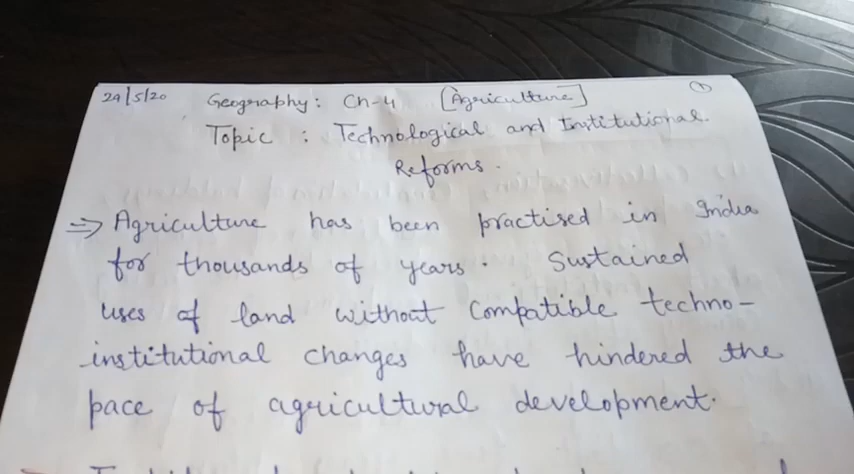 29/5/20 Geography: Ch-4 [Agriculture] 1
Topic : Technological and Institutional
Reforms.
⇒ Agriculture has been practised in India
for thousands of years. Sustained
uses of land without compatible techno-
institutional changes have hindered the
pace of agricultural development.